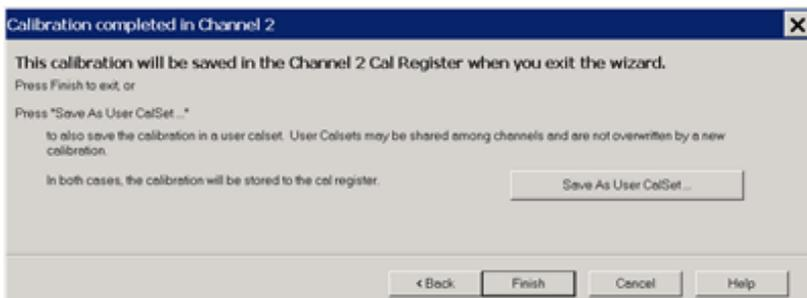 Calibration completed in Channel 2
This calibration will be saved in the Channel 2 Cal Register when you exit the wizard.
Press Finish to exit, or
Press "Save As User CalSet..."
to also save the calibration in a user calset. User Calsets may be shared among channels and are not overwritten by a new
calibration.
In both cases, the calibration will be stored to the cal register.
Save As User CalSet...
< Back
Finish
Cancel
Help